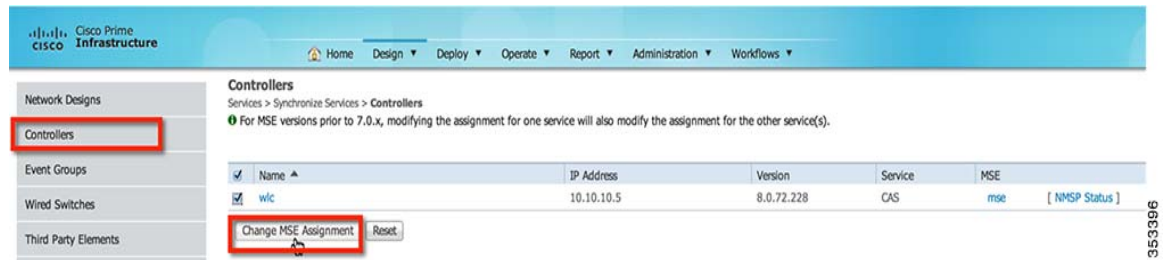 Cisco Prime
CISCO Infrastructure
Home Design ▼ Deploy ▼ Operate ▼ Report ▼ Administration ▼ Workflows ▼
Network Designs
Controllers
Event Groups
Wired Switches
Third Party Elements
Controllers
Services > Synchronize Services > Controllers
For MSE versions prior to 7.0.x, modifying the assignment for one service will also modify the assignment for the other service(s).
Name ▲ IP Address Version Service MSE
wlc 10.10.10.5 8.0.72.228 CAS mse [ NMSP Status ]
Change MSE Assignment Reset
353396